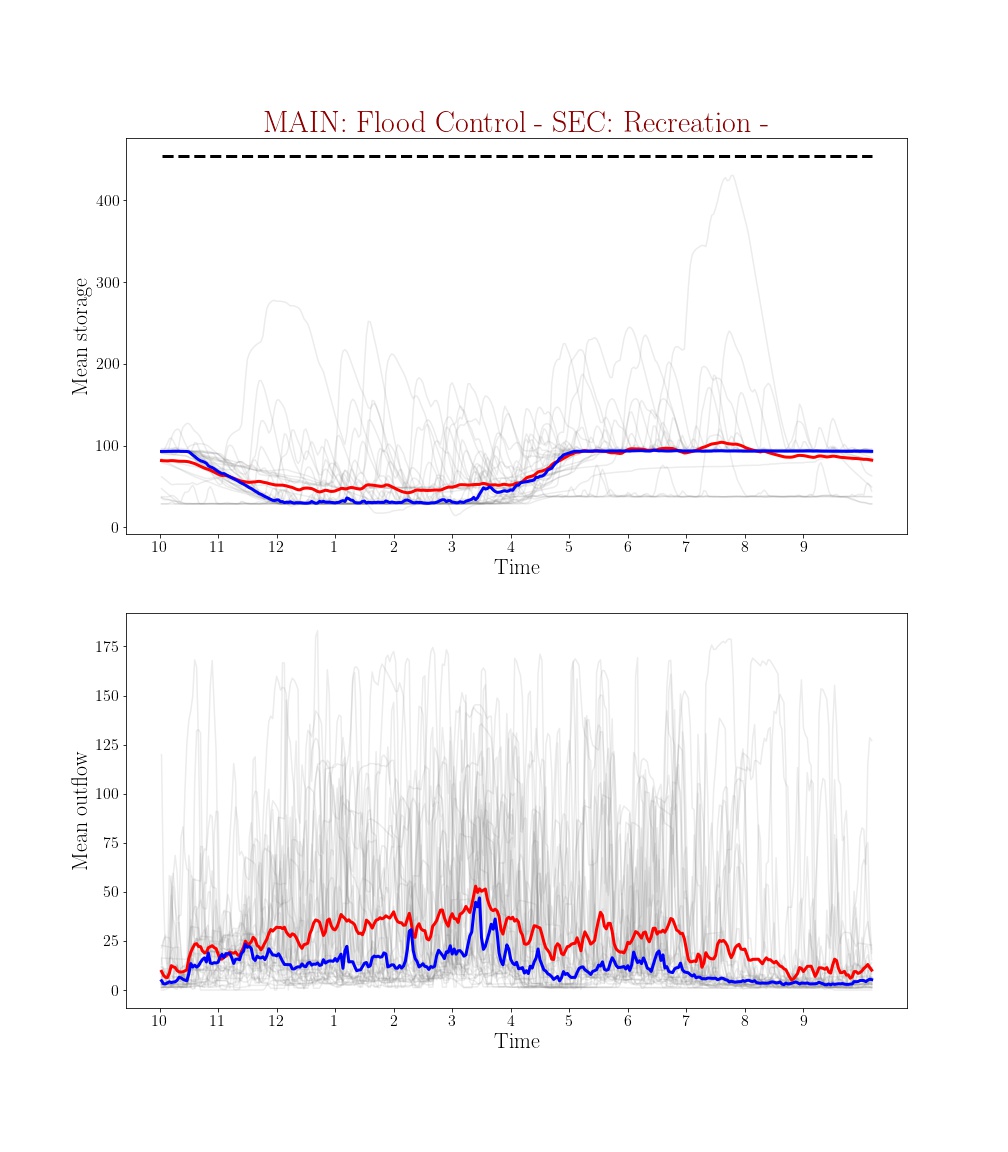 MAIN: Flood Control - SEC: Recreation -
Mean storage
400
300
200
100
0
10 11 12 1 2 3 4 5 6 7 8 9
Time
Mean outflow
175
150
125
100
75
50
25
0
10 11 12 1 2 3 4 5 6 7 8 9
Time